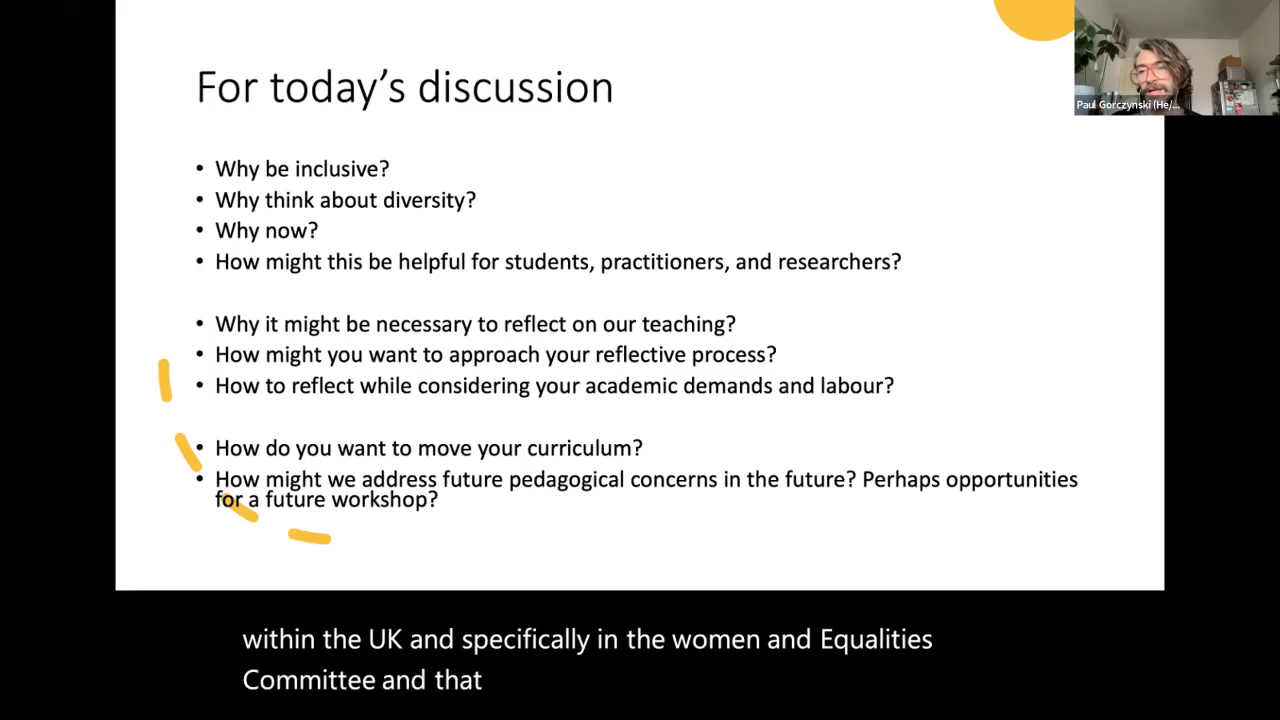 For today's discussion
Paul Gorczynski (He/...
• Why be inclusive?
• Why think about diversity?
• Why now?
• How might this be helpful for students, practitioners, and researchers?
• Why it might be necessary to reflect on our teaching?
• How might you want to approach your reflective process?
• How to reflect while considering your academic demands and labour?
• How do you want to move your curriculum?
• How might we address future pedagogical concerns in the future? Perhaps opportunities
for a future workshop?
within the UK and specifically in the women and Equalities
Committee and that